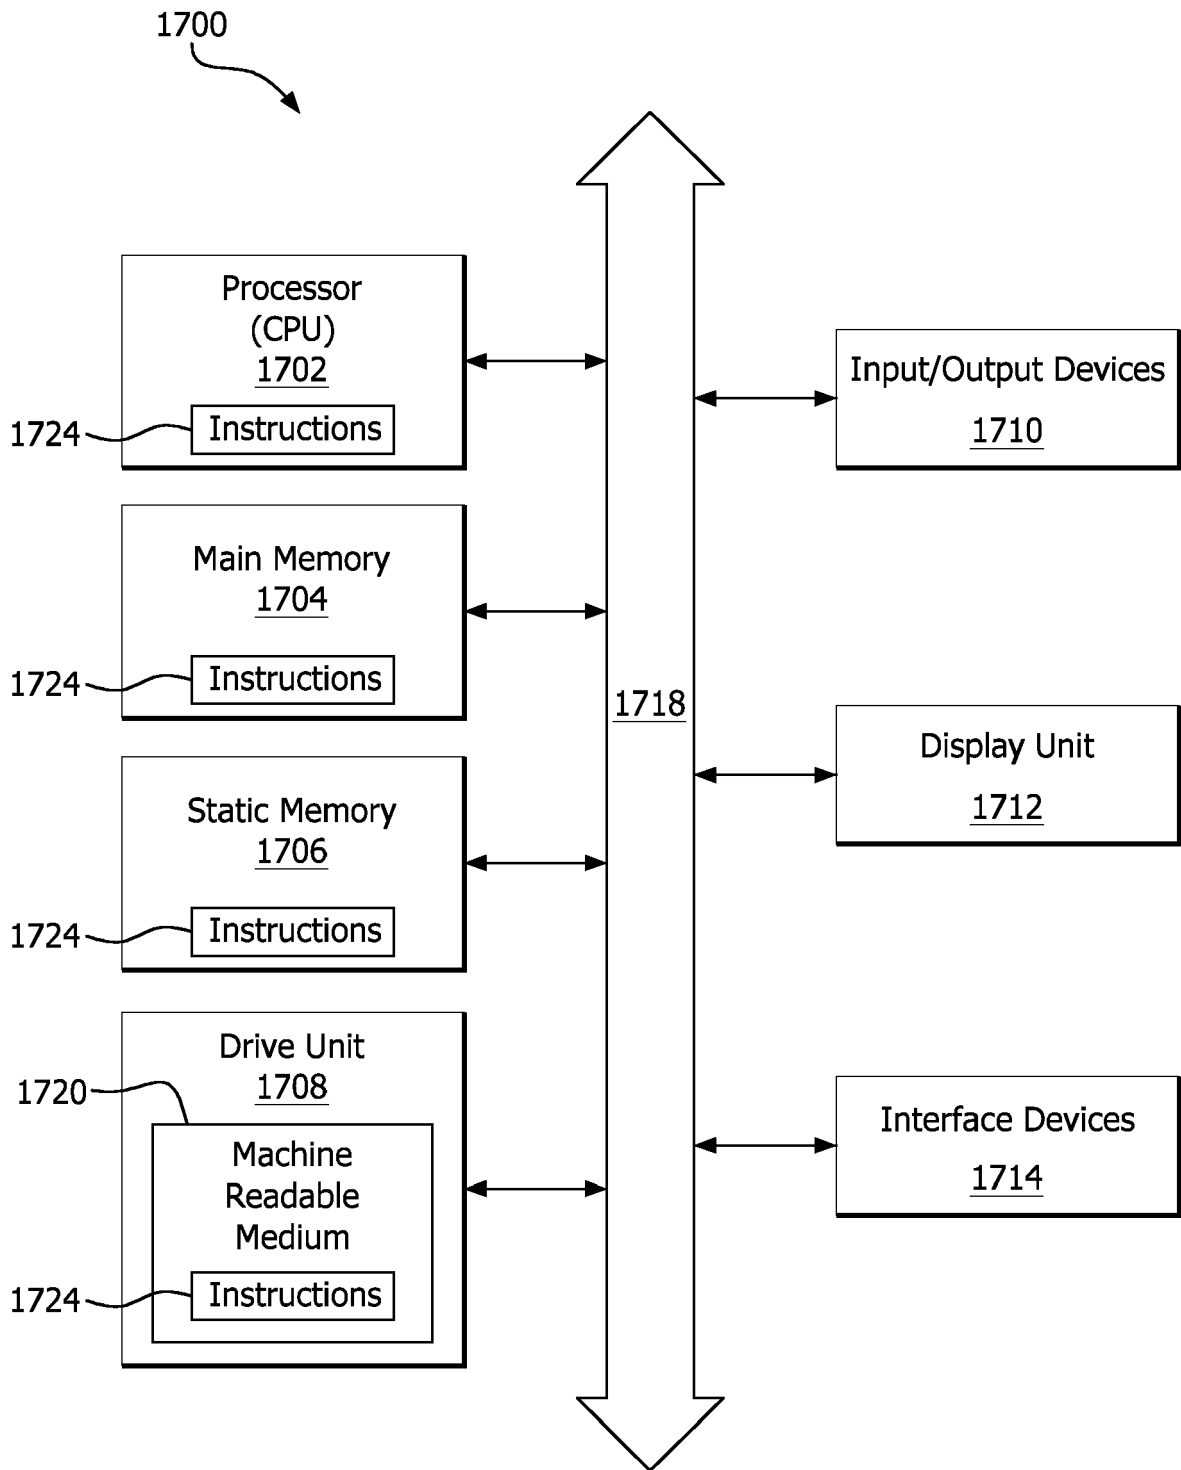 1700
Processor
(CPU)
1702
1724
Instructions
Main Memory
1704
1724
Instructions
Static Memory
1706
1724
Instructions
Drive Unit
1708
1720
Machine
Readable
Medium
1724
Instructions
1718
Input/Output Devices
1710
Display Unit
1712
Interface Devices
1714